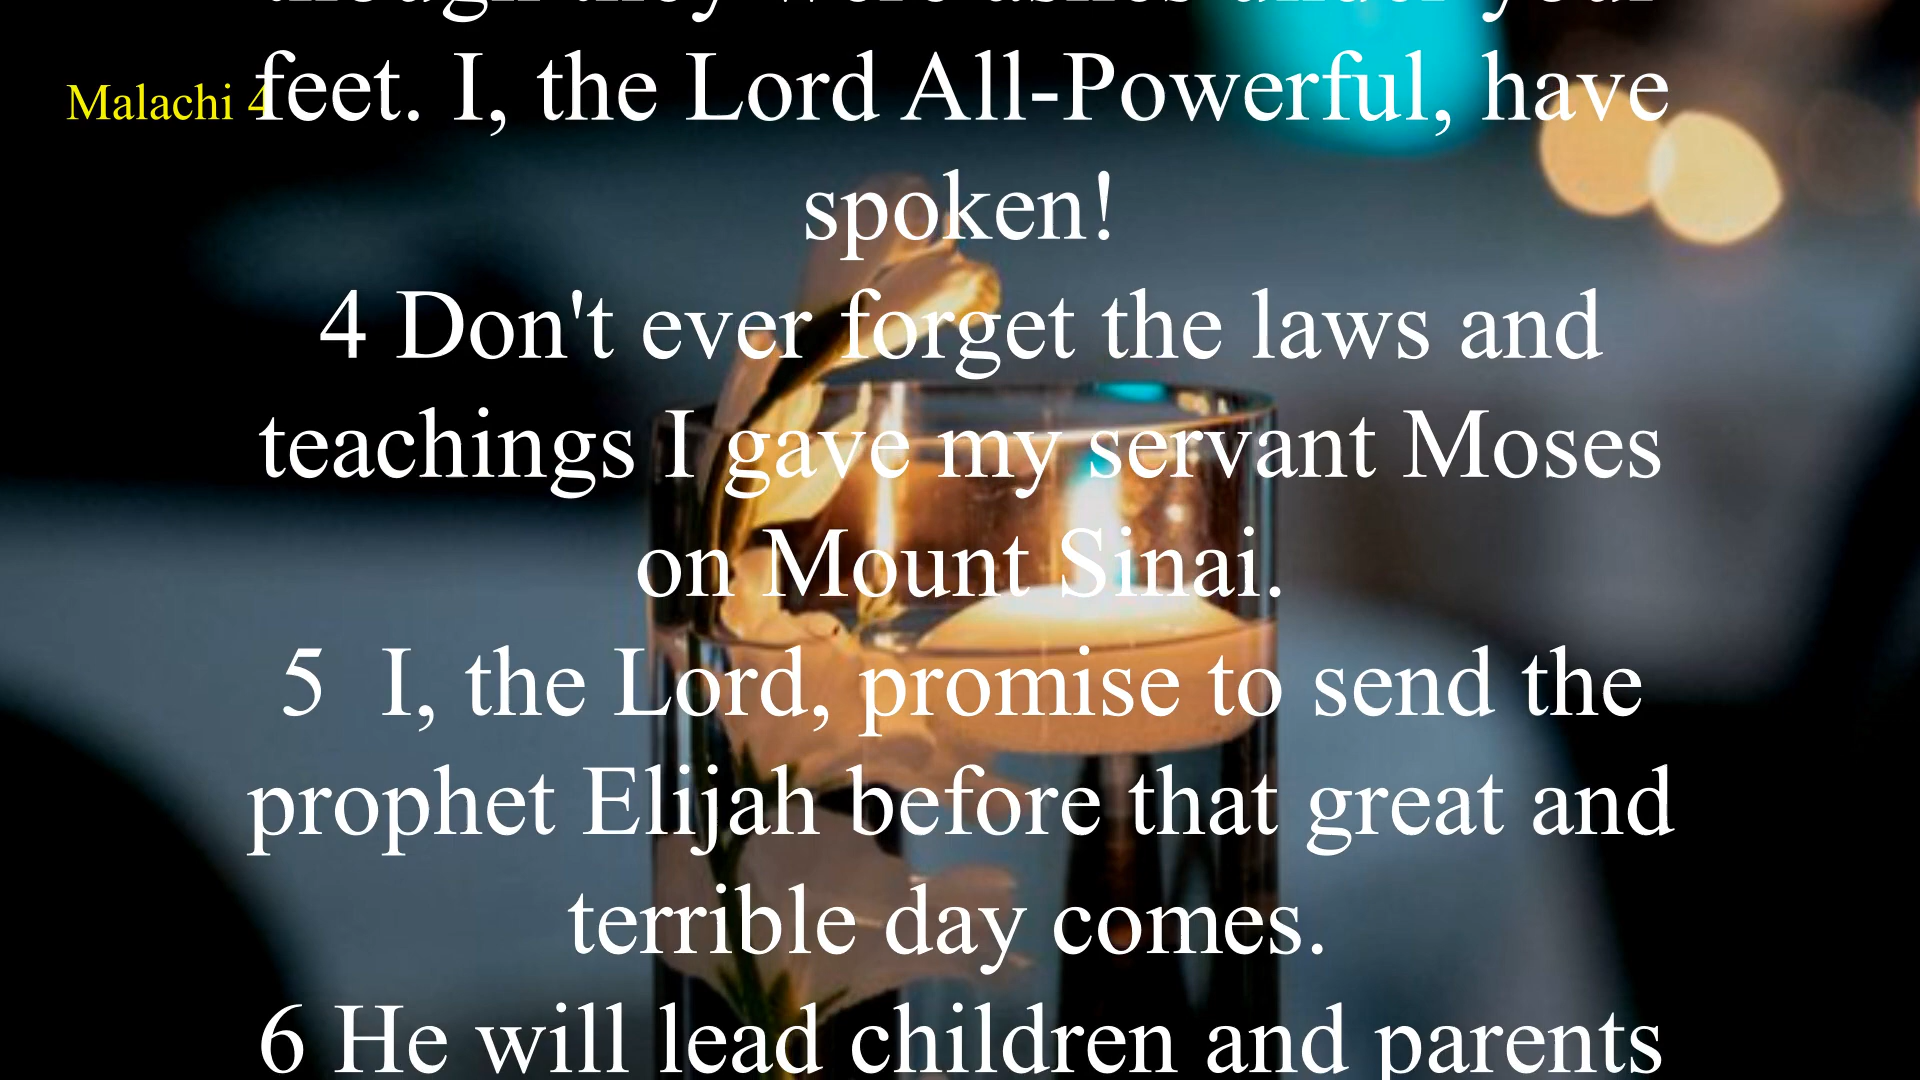 though they were ashes under your
Malachi 4
feet. I, the Lord All-Powerful, have
spoken!
4 Don't ever forget the laws and
teachings I gave my servant Moses
on Mount Sinai.
5  I, the Lord, promise to send the
prophet Elijah before that great and
terrible day comes.
6 He will lead children and parents